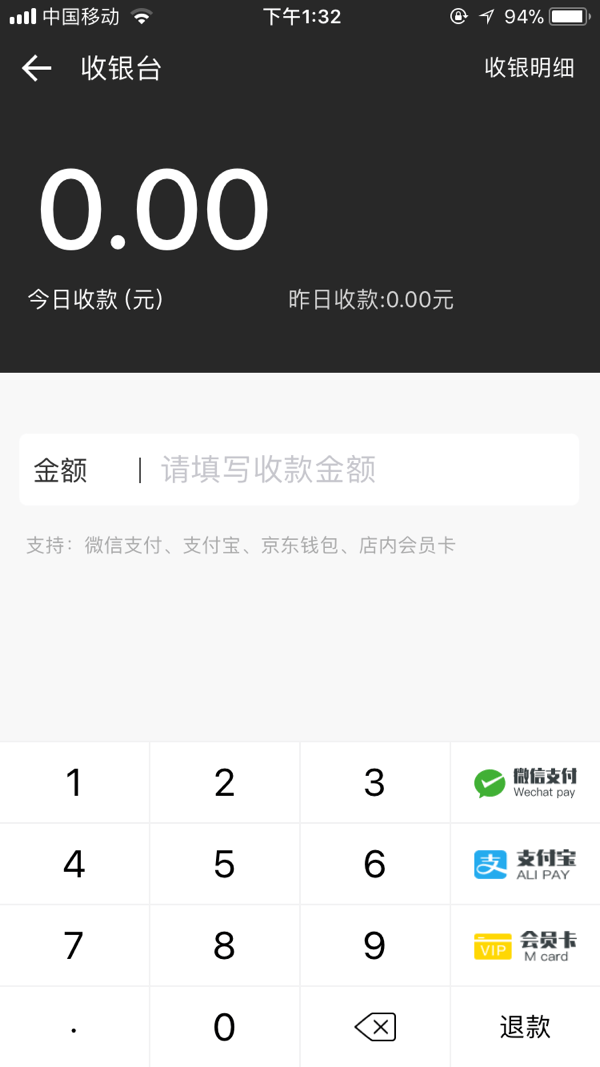 中国移动 下午1:32 94%
收银台 收银明细
0.00
今日收款 (元) 昨日收款:0.00元
金额 请填写收款金额
支持：微信支付、支付宝、京东钱包、店内会员卡
1 2 3 微信支付
Wechat pay
4 5 6 支 支付宝
ALI PAY
7 8 9 VIP 会员卡
M card
. 0 退款